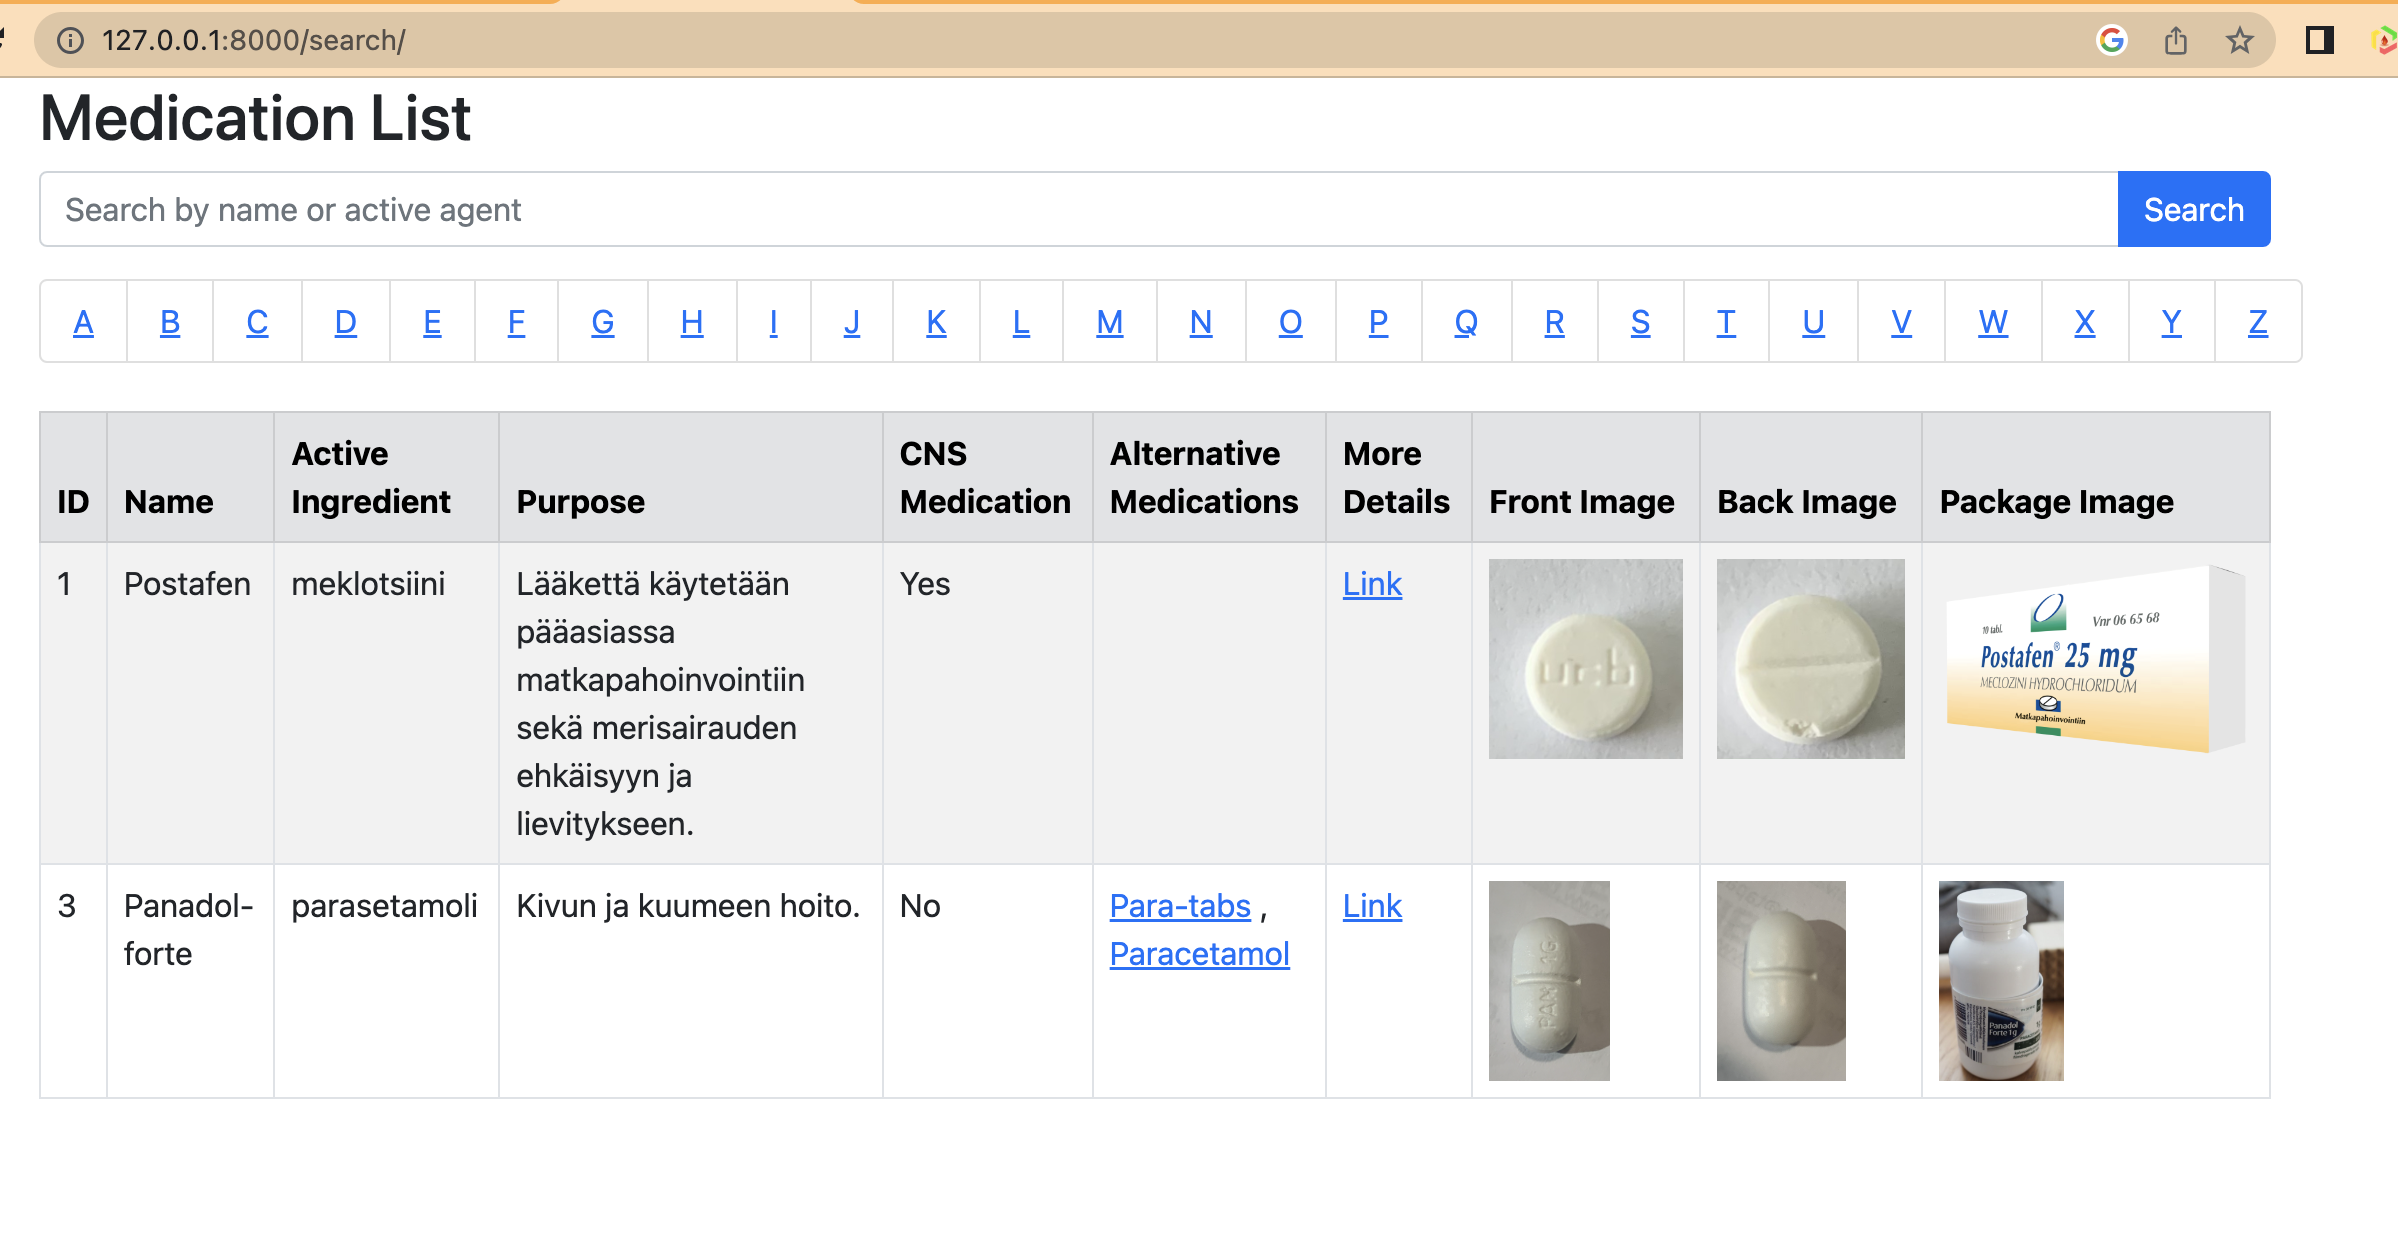 127.0.0.1:8000/search/
Medication List
Search by name or active agent
Search
A B C D E F G H I J K L M N O P Q R S T U V W X Y Z
ID Name Active Ingredient Purpose CNS Medication Alternative Medications More Details Front Image Back Image Package Image
1
Postafen
meklotsiini
Lääkettä käytetään
pääasiassa
matkapahoinvointiin
sekä merisairauden
ehkäisyyn ja
lievitykseen.
Yes
Link
10 tabl.
Vnr 06 65 68
Postafen® 25 mg
MECLOZINI HYDROCHLORIDUM
Matkapahoinvointiin
3
Panadol-
forte
parasetamoli
Kivun ja kuumeen hoito.
No
Para-tabs ,
Paracetamol
Link
PAN 1G
Panadol
Forte 1g